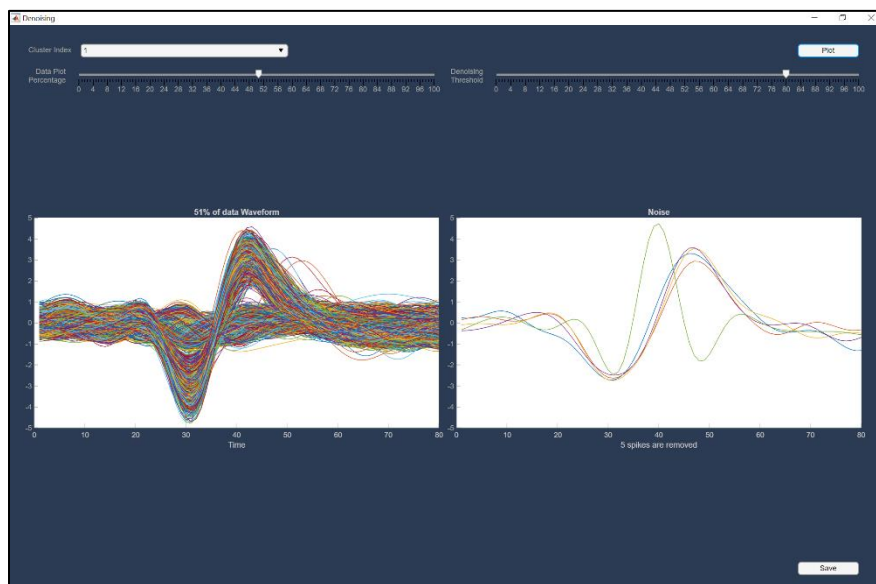 Denoising
Cluster Index
1
Plot
Data Plot
Percentage
0 4 8 12 16 20 24 28 32 36 40 44 48 52 56 60 64 68 72 76 80 84 88 92 96 100
Denoising
Threshold
0 4 8 12 16 20 24 28 32 36 40 44 48 52 56 60 64 68 72 76 80 84 88 92 96 100
51% of data Waveform
5
4
3
2
1
0
-1
-2
-3
-4
-5
0 10 20 30 40 50 60 70 80
Time
Noise
5
4
3
2
1
0
-1
-2
-3
-4
-5
0 10 20 30 40 50 60 70 80
5 spikes are removed
Save